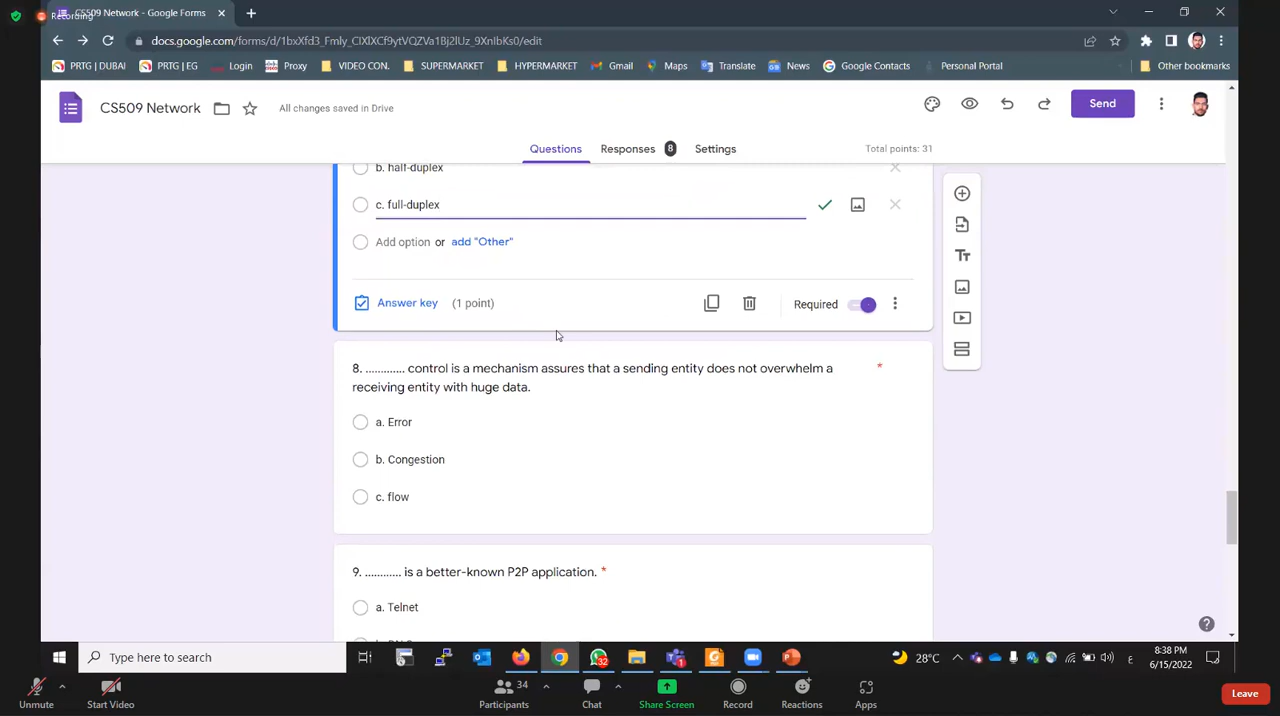 Recording
CS509 Network - Google Forms
docs.google.com/forms/d/1bxXfd3_Fmly_ClXlXCf9ytVQZVa1Bj2lUz_9XnIbKs0/edit
PRTG | DUBAI
PRTG | EG
Login
Proxy
VIDEO CON.
SUPERMARKET
HYPERMARKET
Gmail
Maps
Translate
News
Google Contacts
Personal Portal
Other bookmarks
CS509 Network
All changes saved in Drive
Send
Questions
Responses 8
Settings
Total points: 31
b. half-duplex
c. full-duplex
Add option or add "Other"
Answer key (1 point)
Required
8. ............. control is a mechanism assures that a sending entity does not overwhelm a *
receiving entity with huge data.
a. Error
b. Congestion
c. flow
9. ............ is a better-known P2P application. *
a. Telnet
Type here to search
32
1
28°C
ع
8:38 PM
6/15/2022
Unmute
Start Video
34
Participants
Chat
Share Screen
Record
Reactions
Apps
Leave